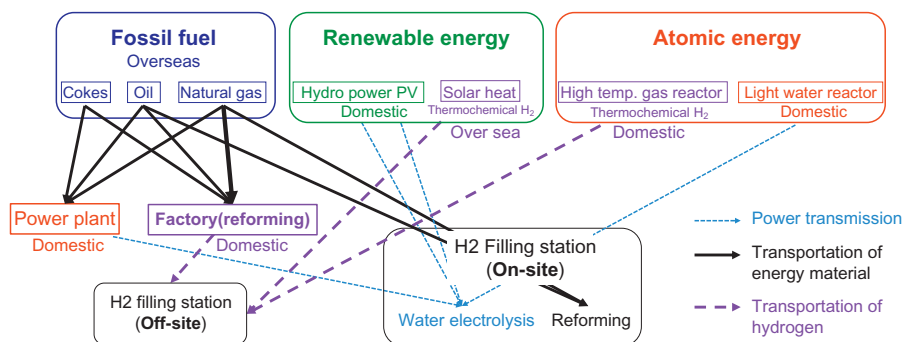 Fossil fuel
Overseas
Cokes
Oil
Natural gas
Renewable energy
Hydro power PV
Domestic
Solar heat
Thermochemical H2
Over sea
Atomic energy
High temp. gas reactor
Thermochemical H2
Domestic
Light water reactor
Domestic
Power plant
Domestic
Factory(reforming)
Domestic
H2 filling station
(Off-site)
H2 Filling station
(On-site)
Water electrolysis
Reforming
Power transmission
Transportation of
energy material
Transportation of
hydrogen